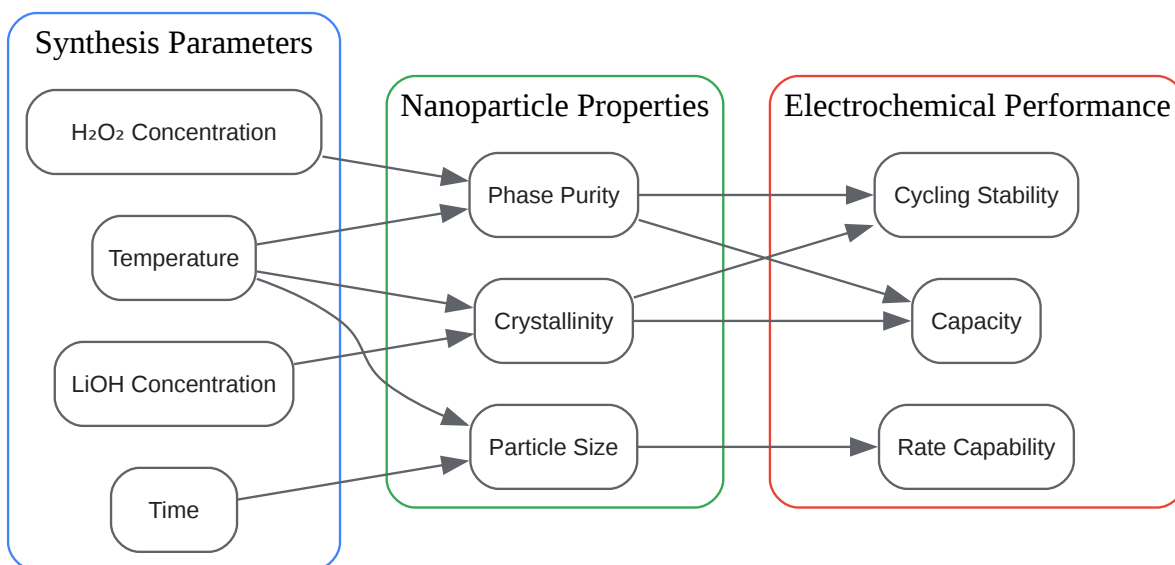 Synthesis Parameters
H₂O₂ Concentration
Temperature
LiOH Concentration
Time
Nanoparticle Properties
Phase Purity
Crystallinity
Particle Size
Electrochemical Performance
Cycling Stability
Capacity
Rate Capability